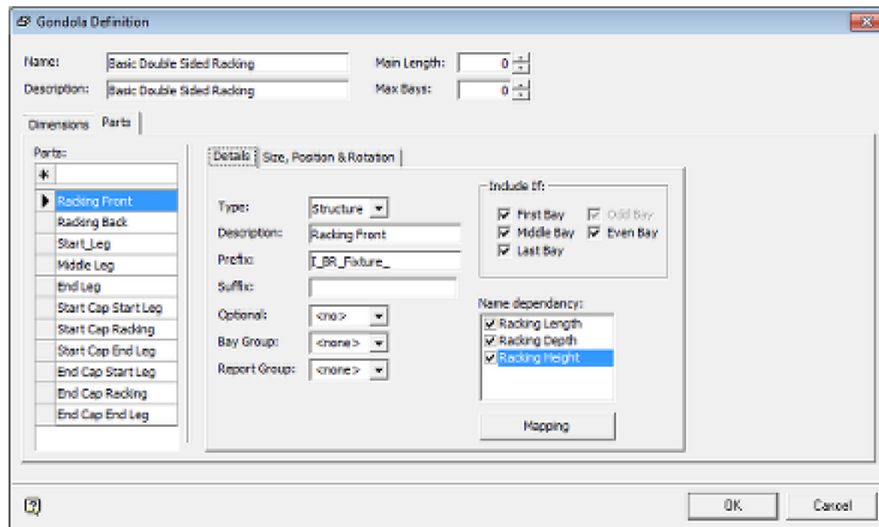 Gondola Definition
Name: Basic Double Sided Racking Main Length: 0
Description: Basic Double Sided Racking Max Bays: 0
Dimensions Parts
Parts:
Racking Front
Racking Back
Start_Leg
Middle Leg
End Leg
Start Cap Start Leg
Start Cap Racking
Start Cap End Leg
End Cap Start Leg
End Cap Racking
End Cap End Leg
Details Size, Position & Rotation
Type: Structure
Description: Racking Front
Prefix: I_BR_Fixture_
Suffix:
Optional: <no>
Bay Group: <none>
Report Group: <none>
Include If:
First Bay Odd Bay
Middle Bay Even Bay
Last Bay
Name dependancy:
Racking Length
Racking Depth
Racking Height
Mapping
OK Cancel